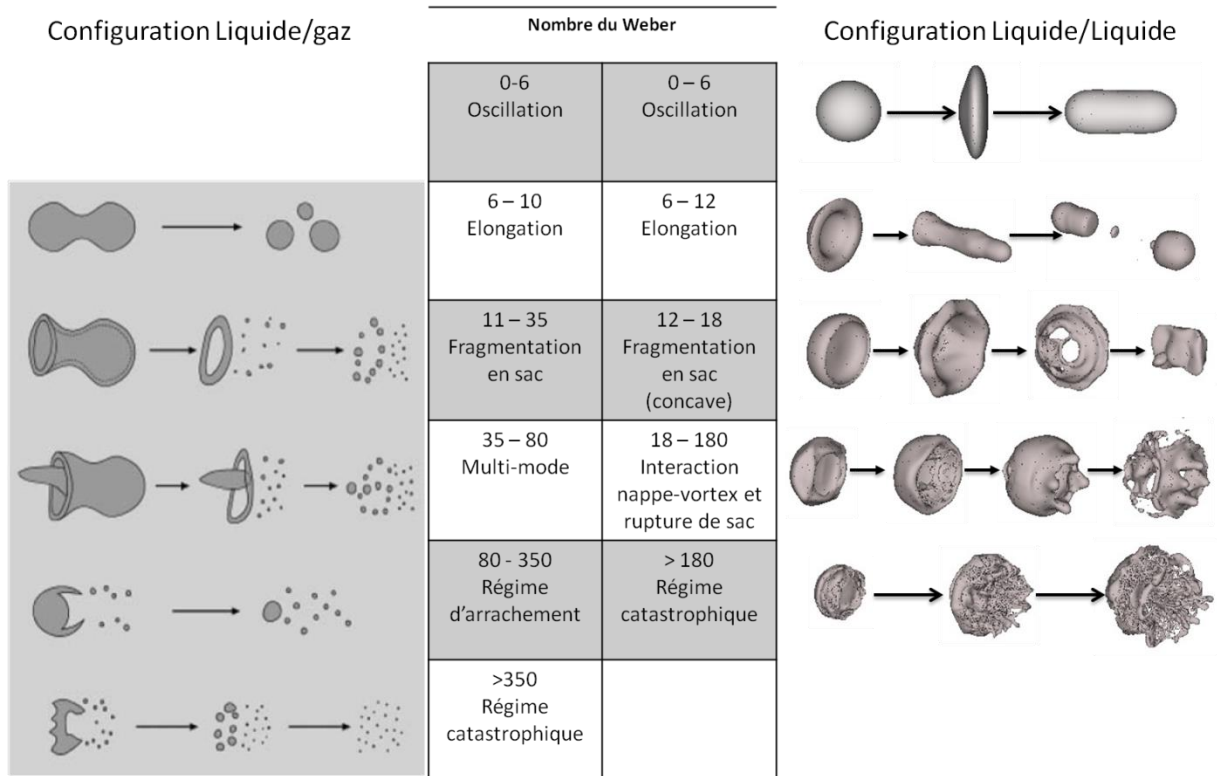 Configuration Liquide/gaz
Nombre du Weber
Configuration Liquide/Liquide
0-6
Oscillation
0 – 6
Oscillation
6 – 10
Elongation
6 – 12
Elongation
11 – 35
Fragmentation
en sac
12 – 18
Fragmentation
en sac
(concave)
35 – 80
Multi-mode
18 – 180
Interaction
nappe-vortex et
rupture de sac
80 - 350
Régime
d’arrachement
> 180
Régime
catastrophique
>350
Régime
catastrophique